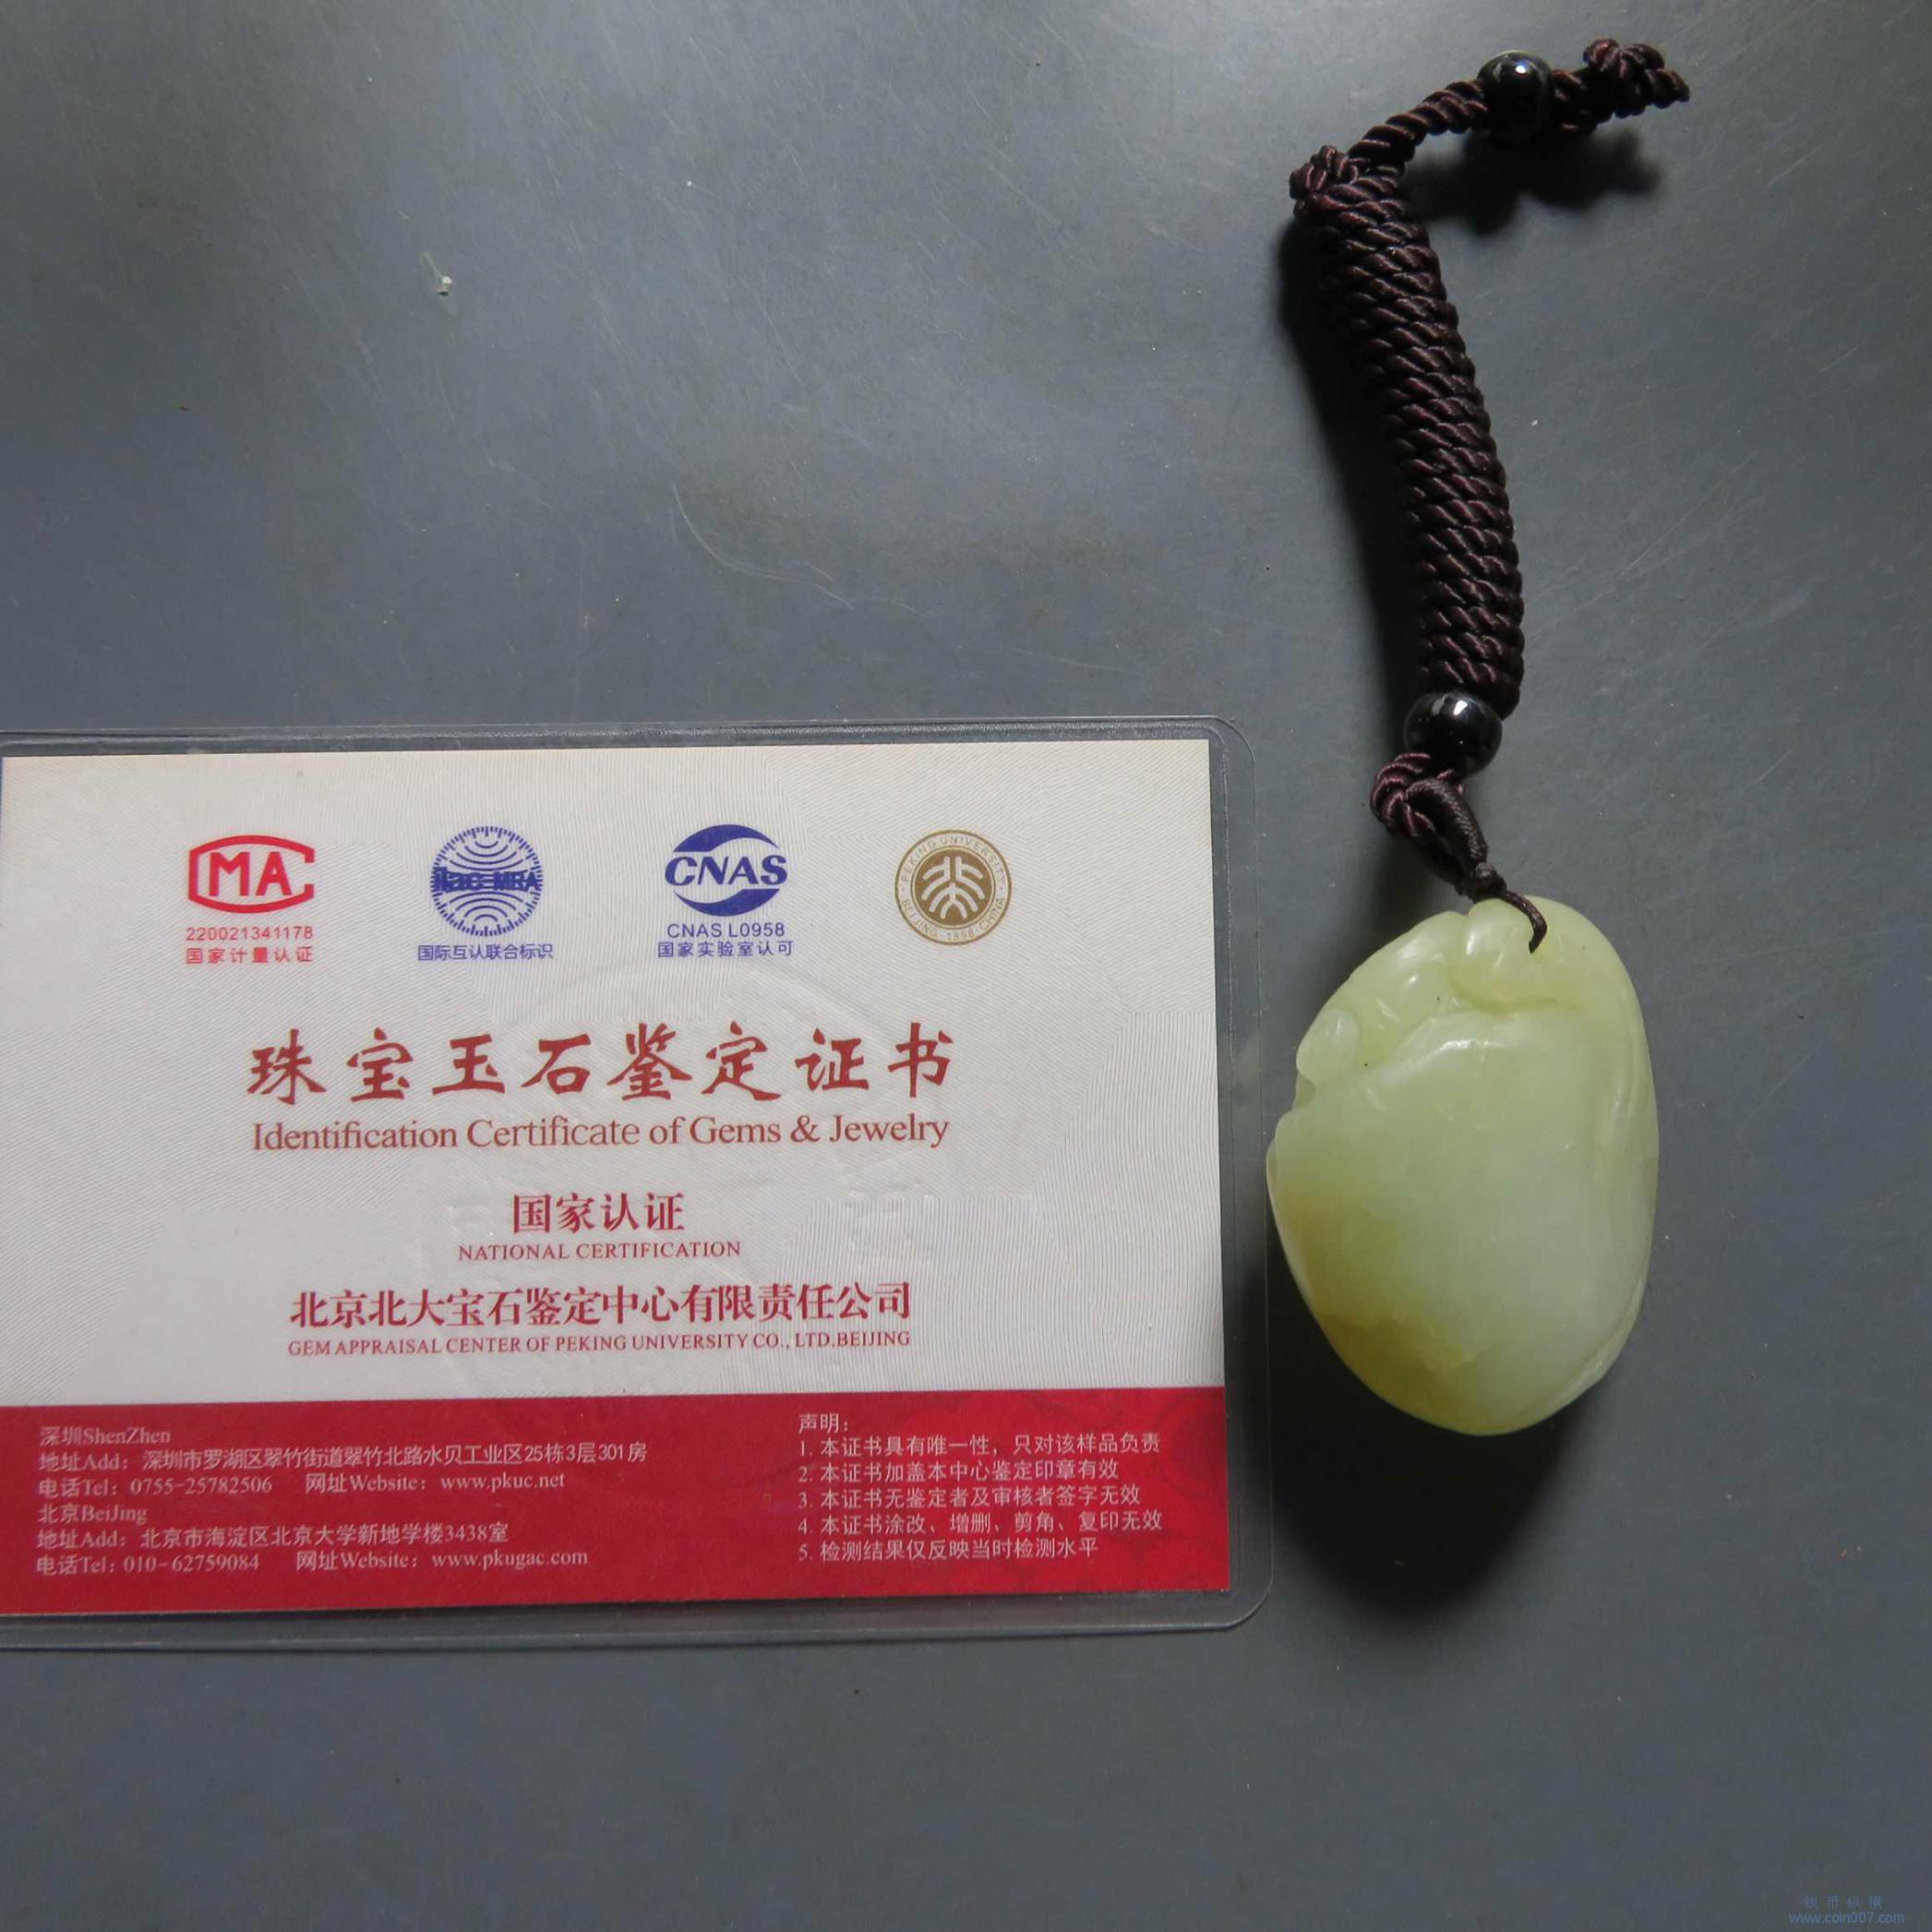 MA
220021341178
国家计量认证
ilac-MRA
国际互认联合标识
CNAS
CNAS L0958
国家实验室认可
PEKING UNIVERSITY
BEIJING · 1898 · CHINA
珠宝玉石鉴定证书
Identification Certificate of Gems & Jewelry
国家认证
NATIONAL CERTIFICATION
北京北大宝石鉴定中心有限责任公司
GEM APPRAISAL CENTER OF PEKING UNIVERSITY CO., LTD,BEIJING
深圳ShenZhen
地址Add：深圳市罗湖区翠竹街道翠竹北路水贝工业区25栋3层301房
电话Tel：0755-25782506 网址Website：www.pkuc.net
北京BeiJing
地址Add：北京市海淀区北京大学新地学楼3438室
电话Tel：010-62759084 网址Website：www.pkugac.com
声明：
1. 本证书具有唯一性，只对该样品负责
2. 本证书加盖本中心鉴定印章有效
3. 本证书无鉴定者及审核者签字无效
4. 本证书涂改、增删、剪角、复印无效
5. 检测结果仅反映当时检测水平
钱币纵横
www.coin007.com